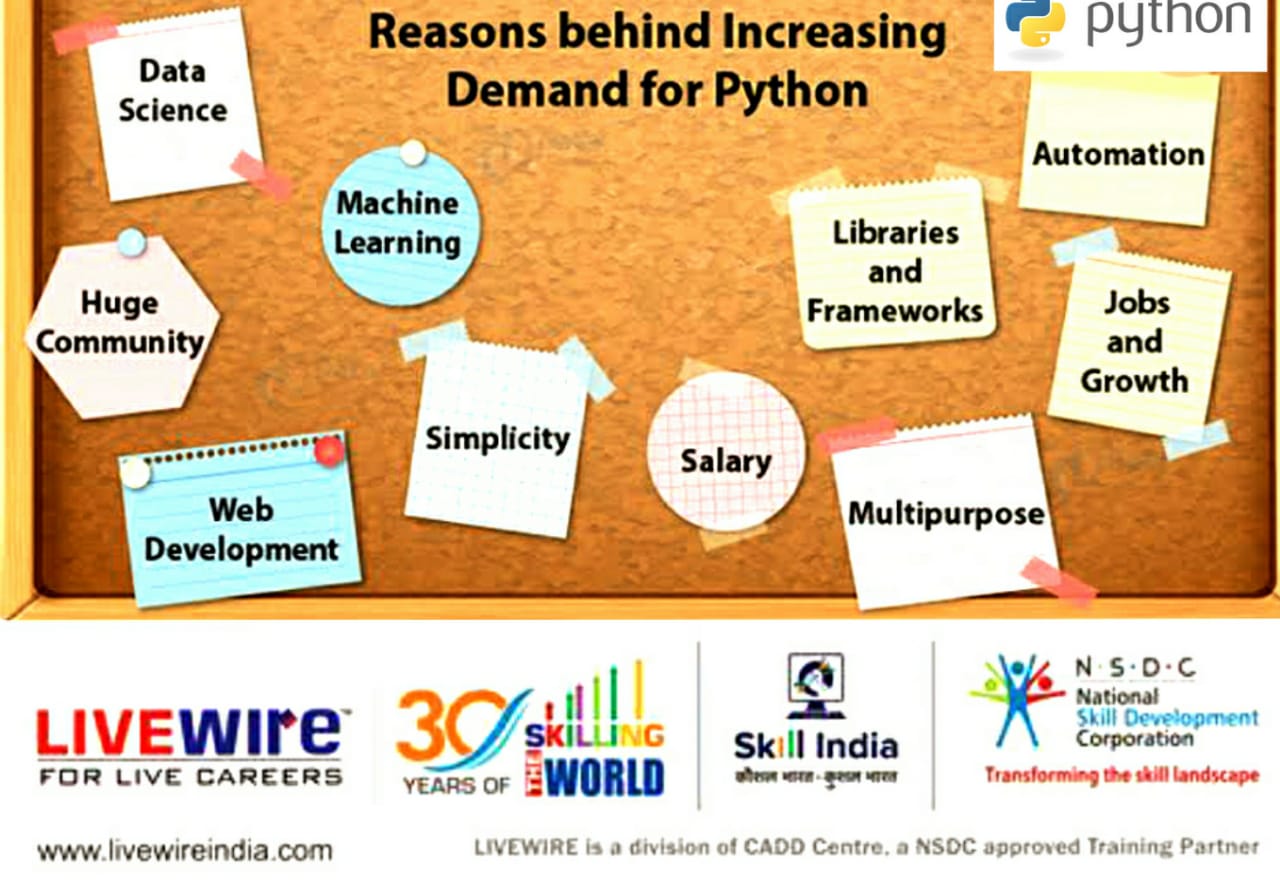 Reasons behind Increasing
Demand for Python
python
Data
Science
Machine
Learning
Automation
Libraries
and
Frameworks
Huge
Community
Jobs
and
Growth
Simplicity
Salary
Multipurpose
Web
Development
LIVEWIRE™
FOR LIVE CAREERS
30
YEARS OF
SKILLING
THE
WORLD
Skill India
कौशल भारत - कुशल भारत
N·S·D·C
National
Skill Development
Corporation
Transforming the skill landscape
www.livewireindia.com
LIVEWIRE is a division of CADD Centre, a NSDC approved Training Partner